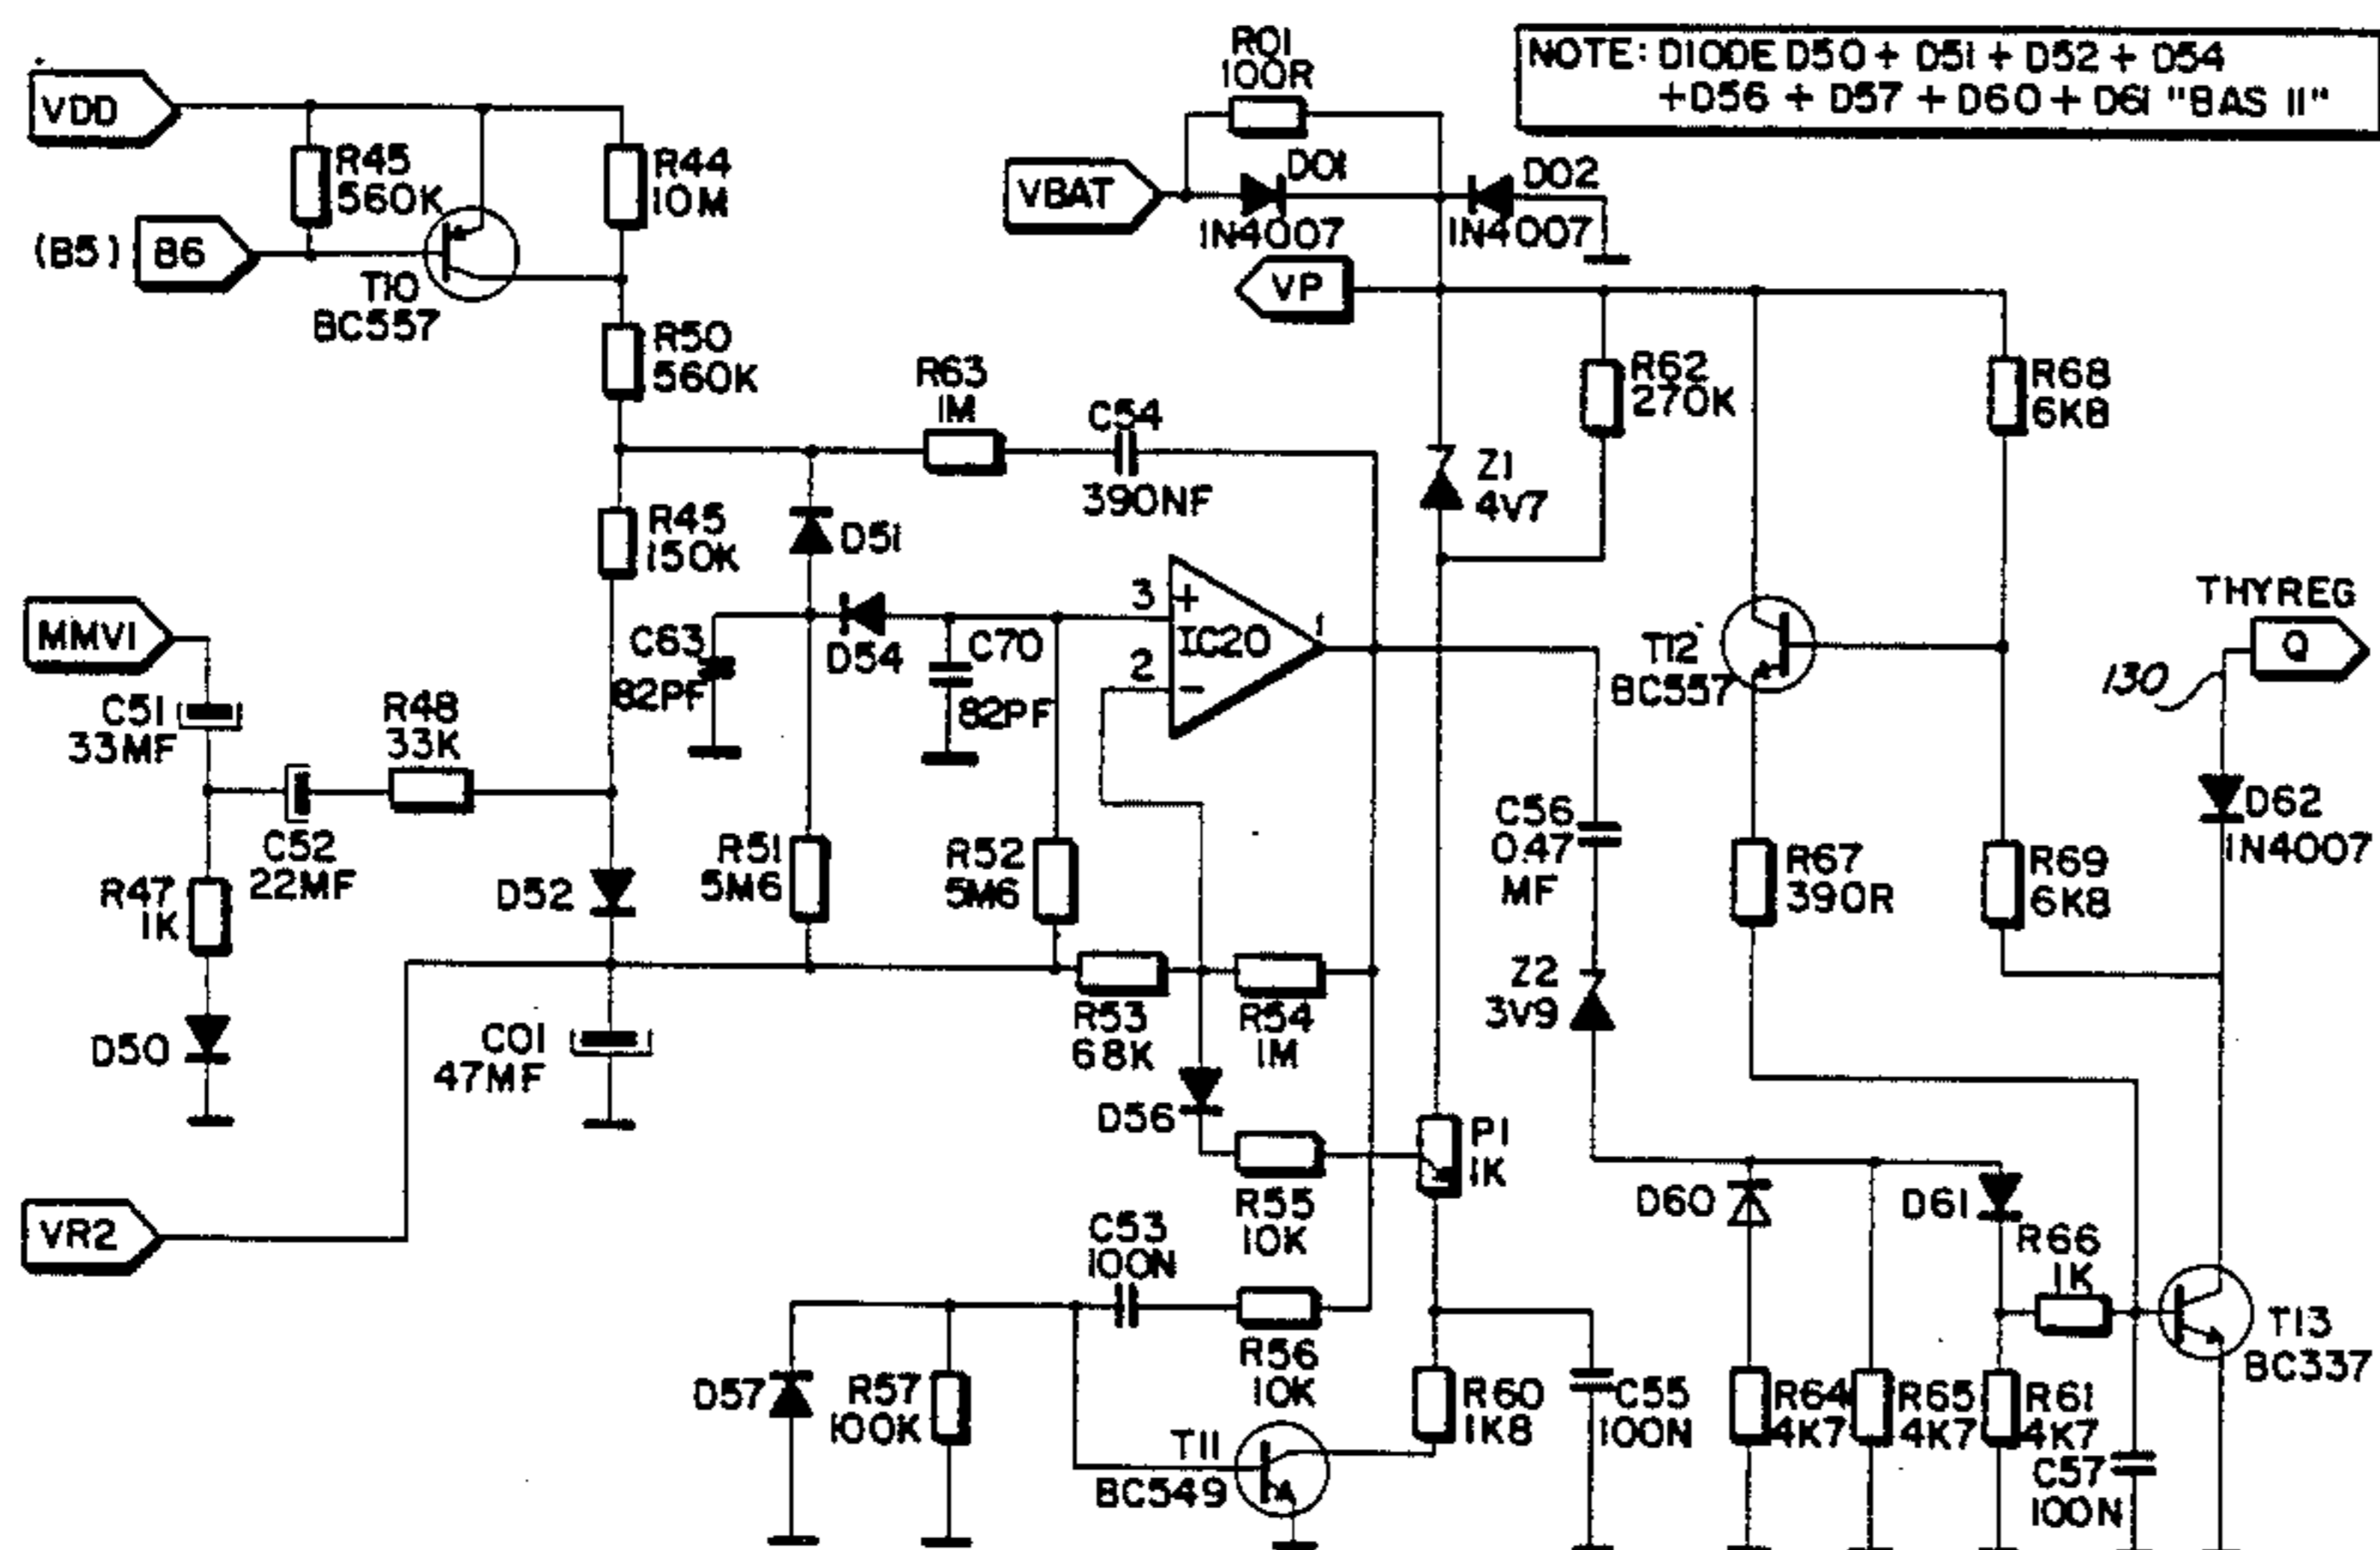 NOTE: DIODE D50 + D51 + D52 + D54
+D56 + D57 + D60 + D61 "BAS 11"
VDD
R45
560K
R44
10M
(B5)
B6
T10
BC557
R50
560K
R01
100R
VBAT
D01
1N4007
D02
1N4007
VP
R63
1M
C54
390NF
R62
270K
R68
6K8
Z1
4V7
R45
150K
D51
MMV1
C63
82PF
D54
C70
82PF
3
+
IC20
1
2
-
T12
BC557
THYREG
Q
130
C51
33MF
R48
33K
C52
22MF
R47
1K
D52
R51
5M6
R52
5M6
C56
0.47
MF
R67
390R
R69
6K8
D62
1N4007
D50
C01
47MF
R53
68K
R54
1M
Z2
3V9
D56
P1
1K
R55
10K
VR2
C53
100N
D60
D61
R66
1K
R56
10K
T13
BC337
D57
R57
100K
T11
BC549
R60
1K8
C55
100N
R64
4K7
R65
4K7
R61
4K7
C57
100N